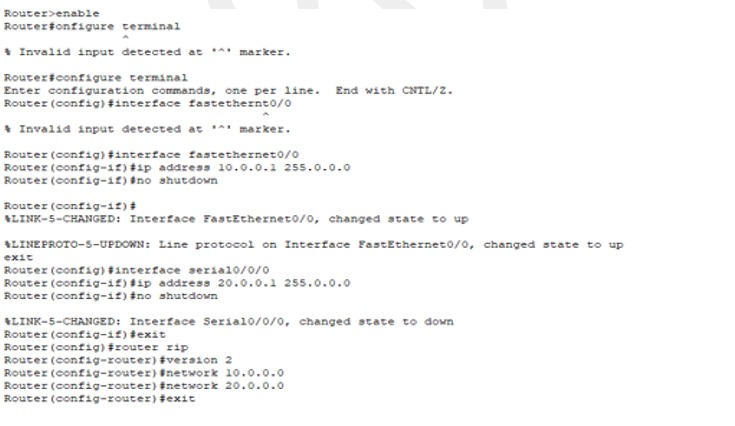 Router>enable
Router#onfigure terminal
^
% Invalid input detected at '^' marker.
Router#configure terminal
Enter configuration commands, one per line. End with CNTL/Z.
Router(config)#interface fastethernt0/0
^
% Invalid input detected at '^' marker.
Router(config)#interface fastethernet0/0
Router(config-if)#ip address 10.0.0.1 255.0.0.0
Router(config-if)#no shutdown
Router(config-if)#
%LINK-5-CHANGED: Interface FastEthernet0/0, changed state to up
%LINEPROTO-5-UPDOWN: Line protocol on Interface FastEthernet0/0, changed state to up
exit
Router(config)#interface serial0/0/0
Router(config-if)#ip address 20.0.0.1 255.0.0.0
Router(config-if)#no shutdown
%LINK-5-CHANGED: Interface Serial0/0/0, changed state to down
Router(config-if)#exit
Router(config)#router rip
Router(config-router)#version 2
Router(config-router)#network 10.0.0.0
Router(config-router)#network 20.0.0.0
Router(config-router)#exit